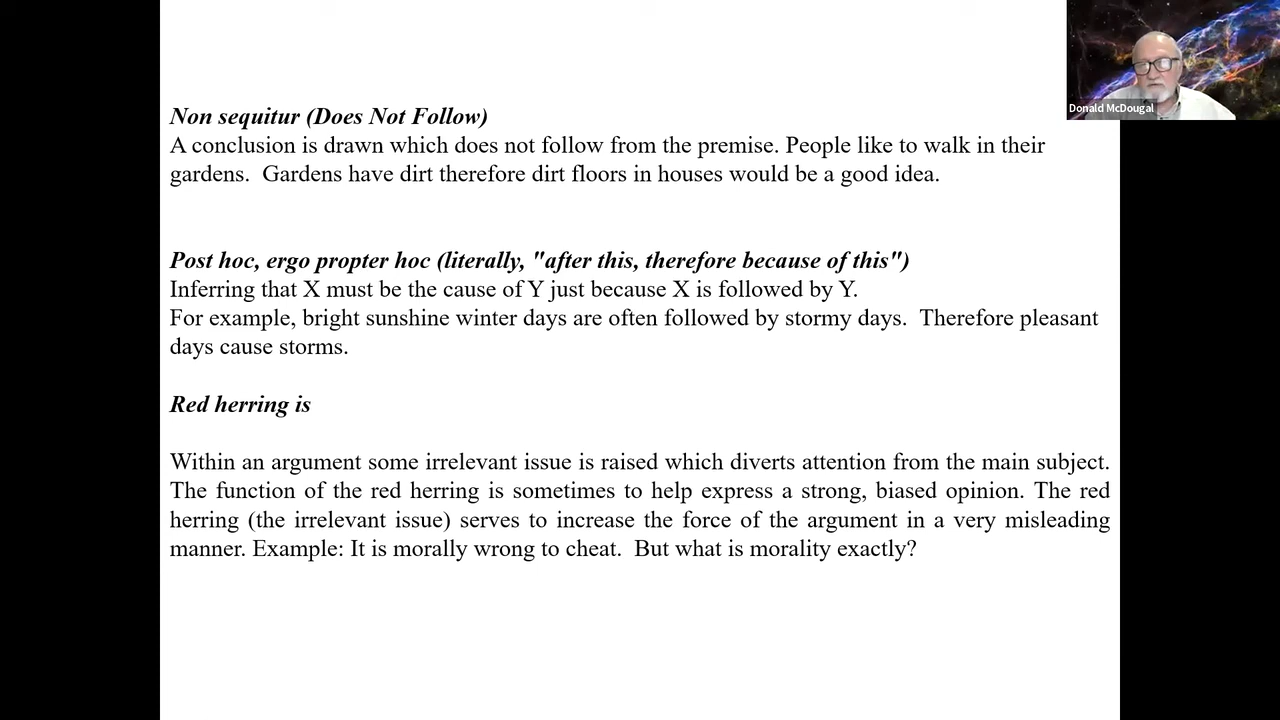 Non sequitur (Does Not Follow)
A conclusion is drawn which does not follow from the premise. People like to walk in their
gardens.  Gardens have dirt therefore dirt floors in houses would be a good idea.
Post hoc, ergo propter hoc (literally, "after this, therefore because of this")
Inferring that X must be the cause of Y just because X is followed by Y.
For example, bright sunshine winter days are often followed by stormy days.  Therefore pleasant
days cause storms.
Red herring is
Within an argument some irrelevant issue is raised which diverts attention from the main subject.
The function of the red herring is sometimes to help express a strong, biased opinion. The red
herring (the irrelevant issue) serves to increase the force of the argument in a very misleading
manner. Example: It is morally wrong to cheat.  But what is morality exactly?
Donald McDougal